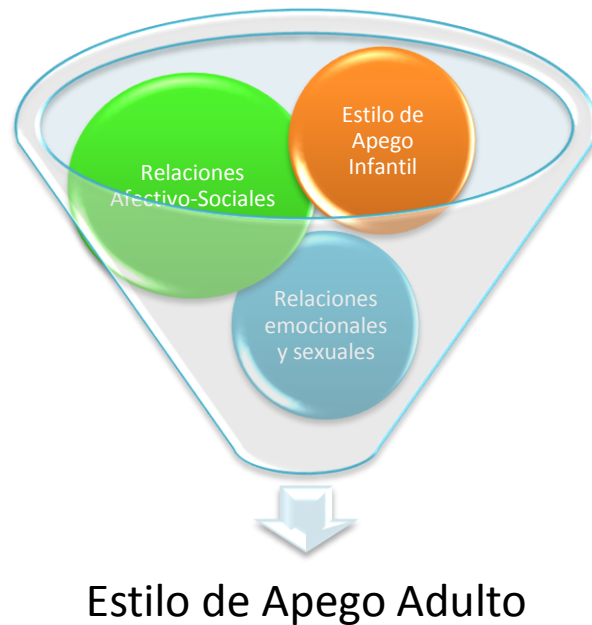 Estilo de
Apego
Infantil
Relaciones
Afectivo-Sociales
Relaciones
emocionales
y sexuales
Estilo de Apego Adulto